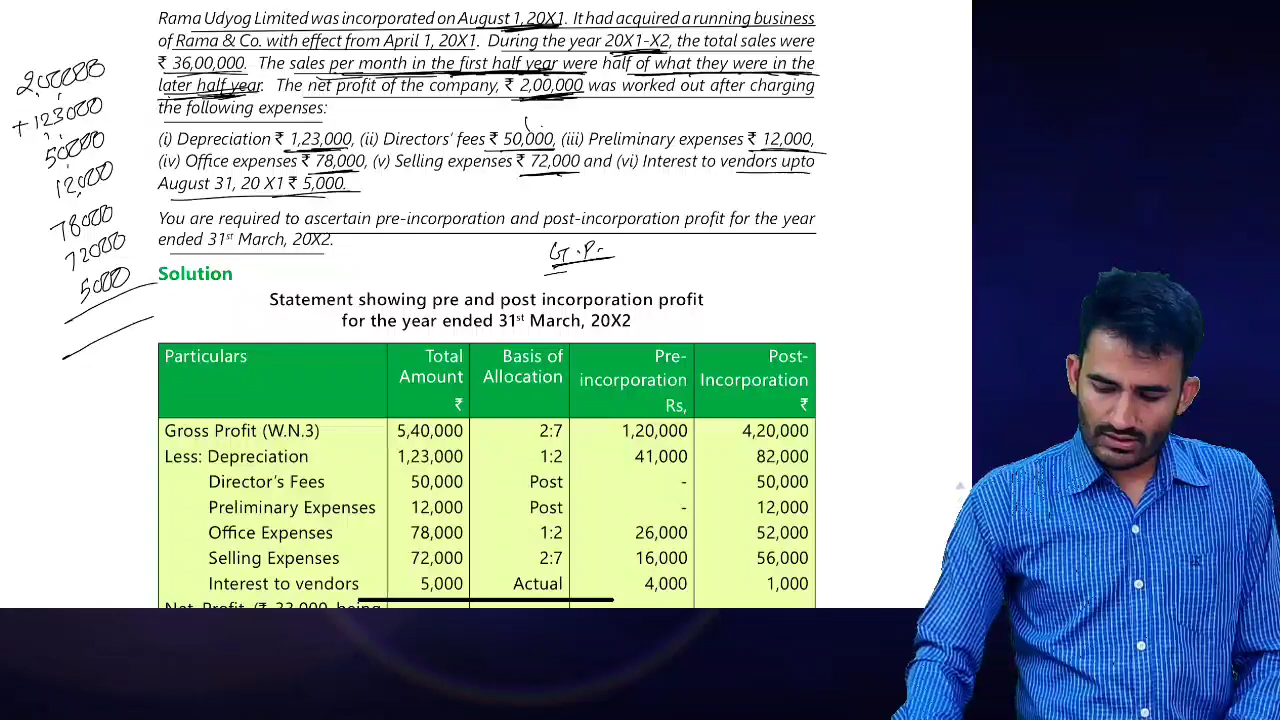 Rama Udyog Limited was incorporated on August 1, 20X1. It had acquired a running business
of Rama & Co. with effect from April 1, 20X1. During the year 20X1-X2, the total sales were
₹ 36,00,000. The sales per month in the first half year were half of what they were in the
later half year. The net profit of the company, ₹ 2,00,000 was worked out after charging
the following expenses:
(i) Depreciation ₹ 1,23,000, (ii) Directors' fees ₹ 50,000, (iii) Preliminary expenses ₹ 12,000,
(iv) Office expenses ₹ 78,000, (v) Selling expenses ₹ 72,000 and (vi) Interest to vendors upto
August 31, 20 X1 ₹ 5,000.
You are required to ascertain pre-incorporation and post-incorporation profit for the year
ended 31st March, 20X2.
200000
+123000
50000
12,000
78000
72000
5000
G.P.
Solution
Statement showing pre and post incorporation profit
for the year ended 31st March, 20X2
Particulars Total Amount ₹ Basis of Allocation Pre-incorporation Rs, Post-Incorporation ₹
Gross Profit (W.N.3) 5,40,000 2:7 1,20,000 4,20,000
Less: Depreciation 1,23,000 1:2 41,000 82,000
Director's Fees 50,000 Post - 50,000
Preliminary Expenses 12,000 Post - 12,000
Office Expenses 78,000 1:2 26,000 52,000
Selling Expenses 72,000 2:7 16,000 56,000
Interest to vendors 5,000 Actual 4,000 1,000